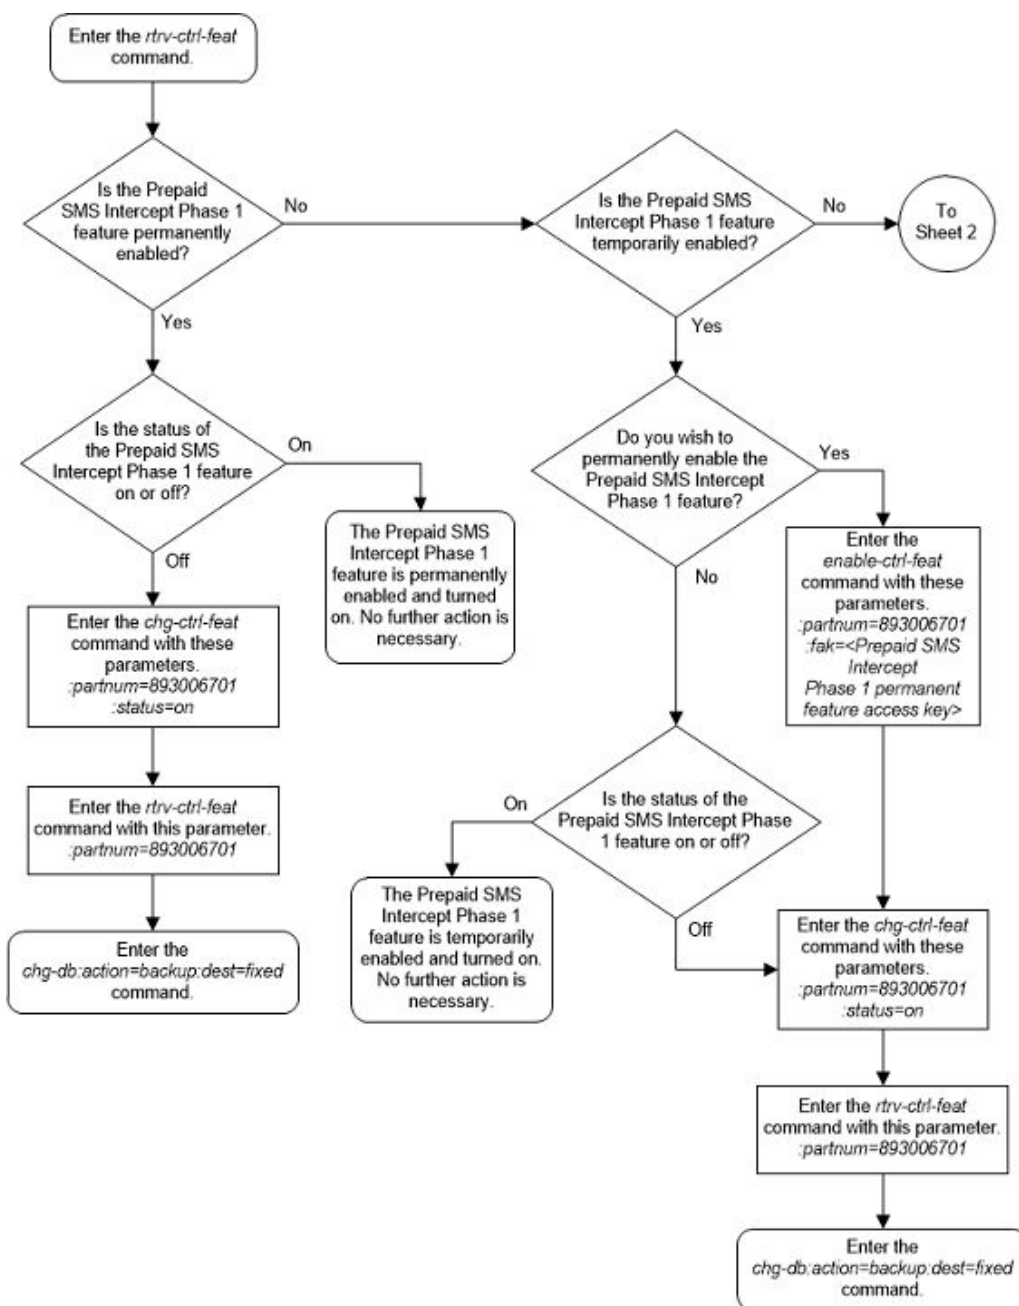 Enter the rtrv-ctrl-feat
command.
Is the Prepaid
SMS Intercept Phase 1
feature permanently
enabled?
No
Is the Prepaid SMS
Intercept Phase 1 feature
temporarily enabled?
No
To
Sheet 2
Yes
Yes
Is the status of
the Prepaid SMS
Intercept Phase 1 feature
on or off?
On
The Prepaid SMS
Intercept Phase 1
feature is permanently
enabled and turned
on. No further action is
necessary.
Off
Enter the chg-ctrl-feat
command with these
parameters.
:partnum=893006701
:status=on
Enter the rtrv-ctrl-feat
command with this parameter.
:partnum=893006701
Enter the
chg-db:action=backup:dest=fixed
command.
Do you wish to
permanently enable the
Prepaid SMS Intercept
Phase 1 feature?
Yes
Enter the
enable-ctrl-feat
command with these
parameters.
:partnum=893006701
:fak=<Prepaid SMS
Intercept
Phase 1 permanent
feature access key>
No
Is the status of the
Prepaid SMS Intercept Phase
1 feature on or off?
On
The Prepaid SMS
Intercept Phase 1
feature is temporarily
enabled and turned on.
No further action is
necessary.
Off
Enter the chg-ctrl-feat
command with these
parameters.
:partnum=893006701
:status=on
Enter the rtrv-ctrl-feat
command with this parameter.
:partnum=893006701
Enter the
chg-db:action=backup:dest=fixed
command.